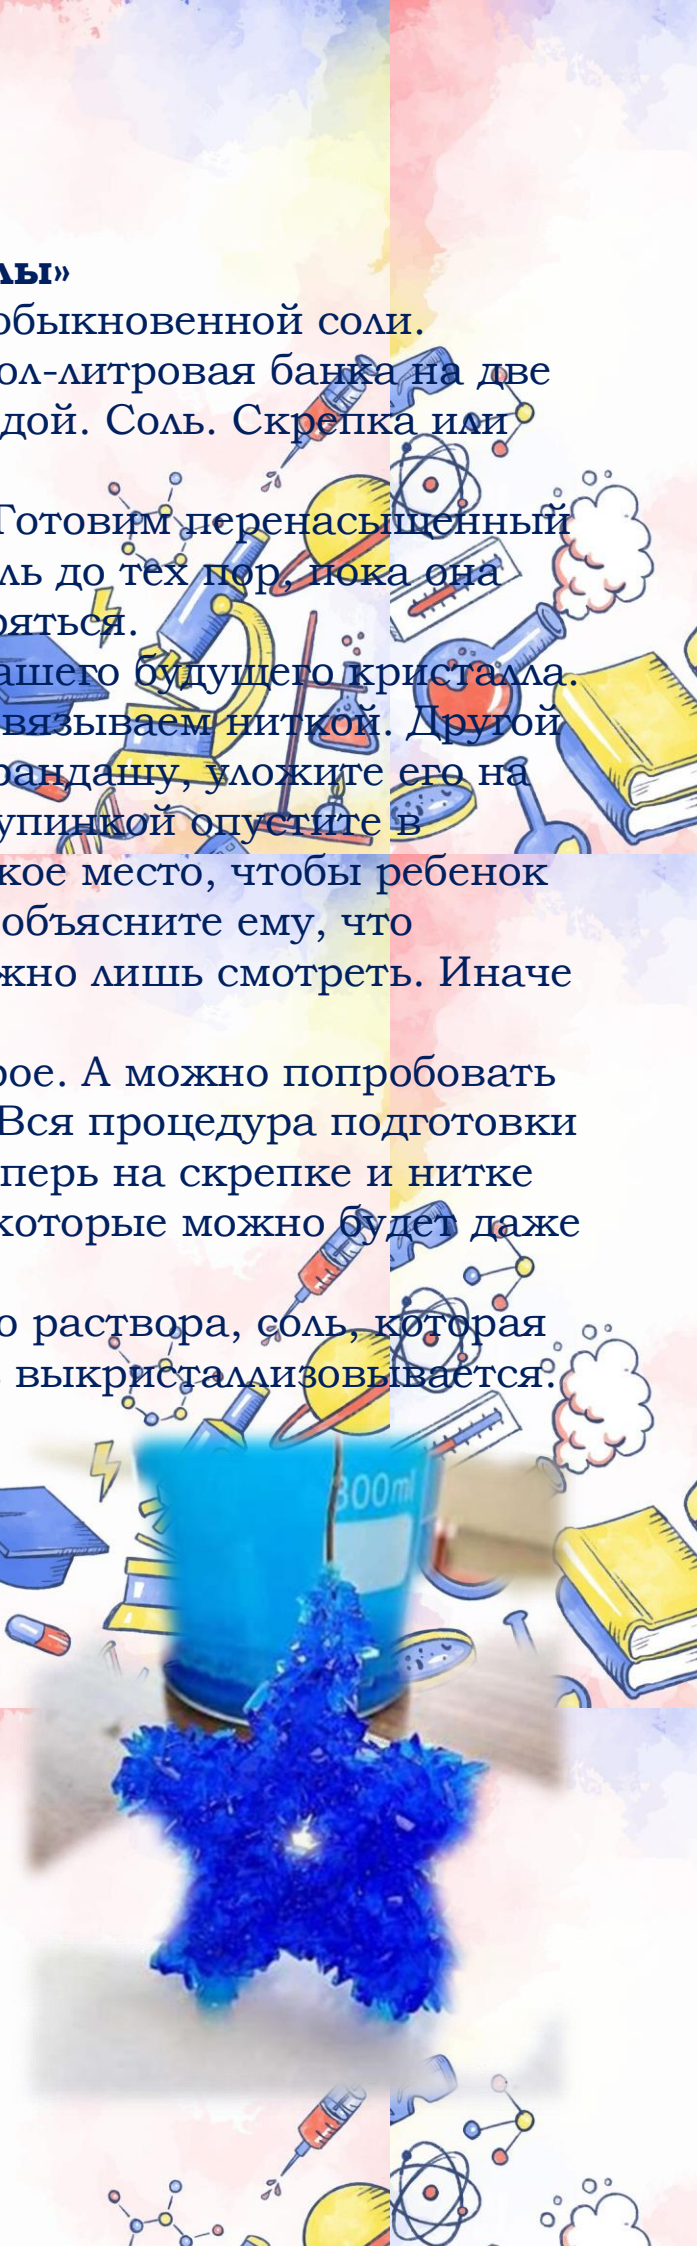 лы»
обыкновенной соли.
ол-литровая банка на две
дой. Соль. Скрепка или
Готовим перенасыщенный
ль до тех пор, пока она
ряться.
ашего будущего кристалла.
вязываем ниткой. Другой
рандашу, уложите его на
упинкой опустите в
кое место, чтобы ребенок
объясните ему, что
жно лишь смотреть. Иначе
рое. А можно попробовать
Вся процедура подготовки
перь на скрепке и нитке
которые можно будет даже
о раствора, соль, которая
выкристаллизовывается.
300ml